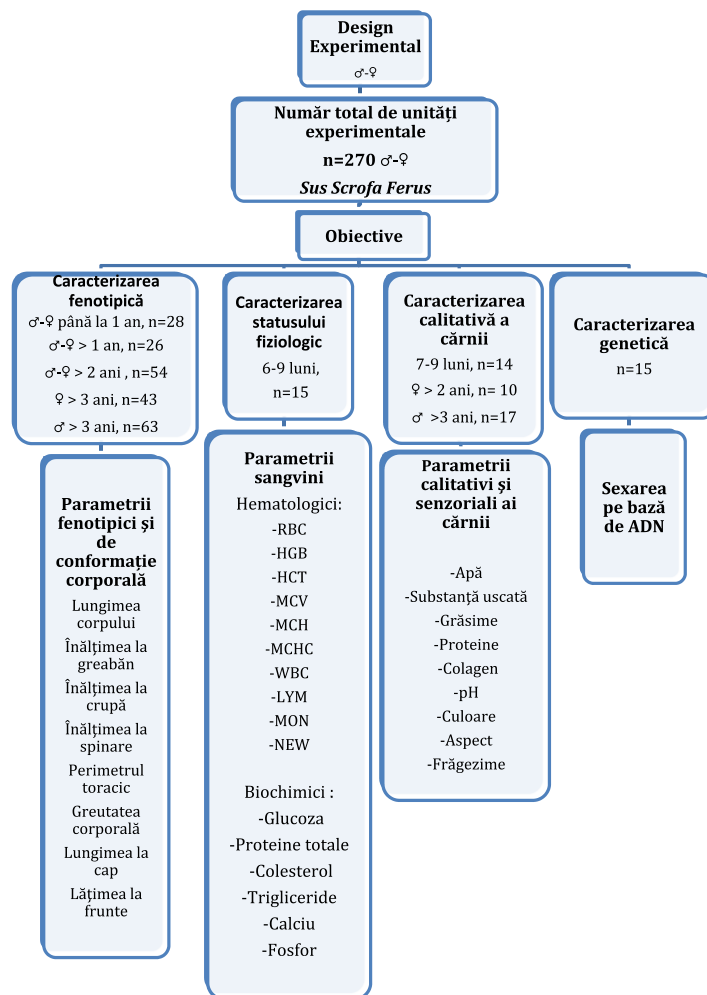 Design
Experimental
♂-♀
Număr total de unități
experimentale
n=270 ♂-♀
Sus Scrofa Ferus
Obiective
Caracterizarea
fenotipică
♂-♀ până la 1 an, n=28
♂-♀ > 1 an, n=26
♂-♀ > 2 ani , n=54
♀ > 3 ani, n=43
♂ > 3 ani, n=63
Parametrii
fenotipici și
de
conformație
corporală
Lungimea
corpului
Înălțimea la
greabăn
Înălțimea la
crupă
Înălțimea la
spinare
Perimetrul
toracic
Greutatea
corporală
Lungimea la
cap
Lățimea la
frunte
Caracterizarea
statusului
fiziologic
6-9 luni,
n=15
Parametrii
sangvini
Hematologici:
-RBC
-HGB
-HCT
-MCV
-MCH
-MCHC
-WBC
-LYM
-MON
-NEW
Biochimici :
-Glucoza
-Proteine totale
-Colesterol
-Trigliceride
-Calciu
-Fosfor
Caracterizarea
calitativă a
cărnii
7-9 luni, n=14
♀ > 2 ani, n= 10
♂ >3 ani, n=17
Parametrii
calitativi și
senzoriali ai
cărnii
-Apă
-Substanță uscată
-Grăsime
-Proteine
-Colagen
-pH
-Culoare
-Aspect
-Frăgezime
Caracterizarea
genetică
n=15
Sexarea
pe bază
de ADN